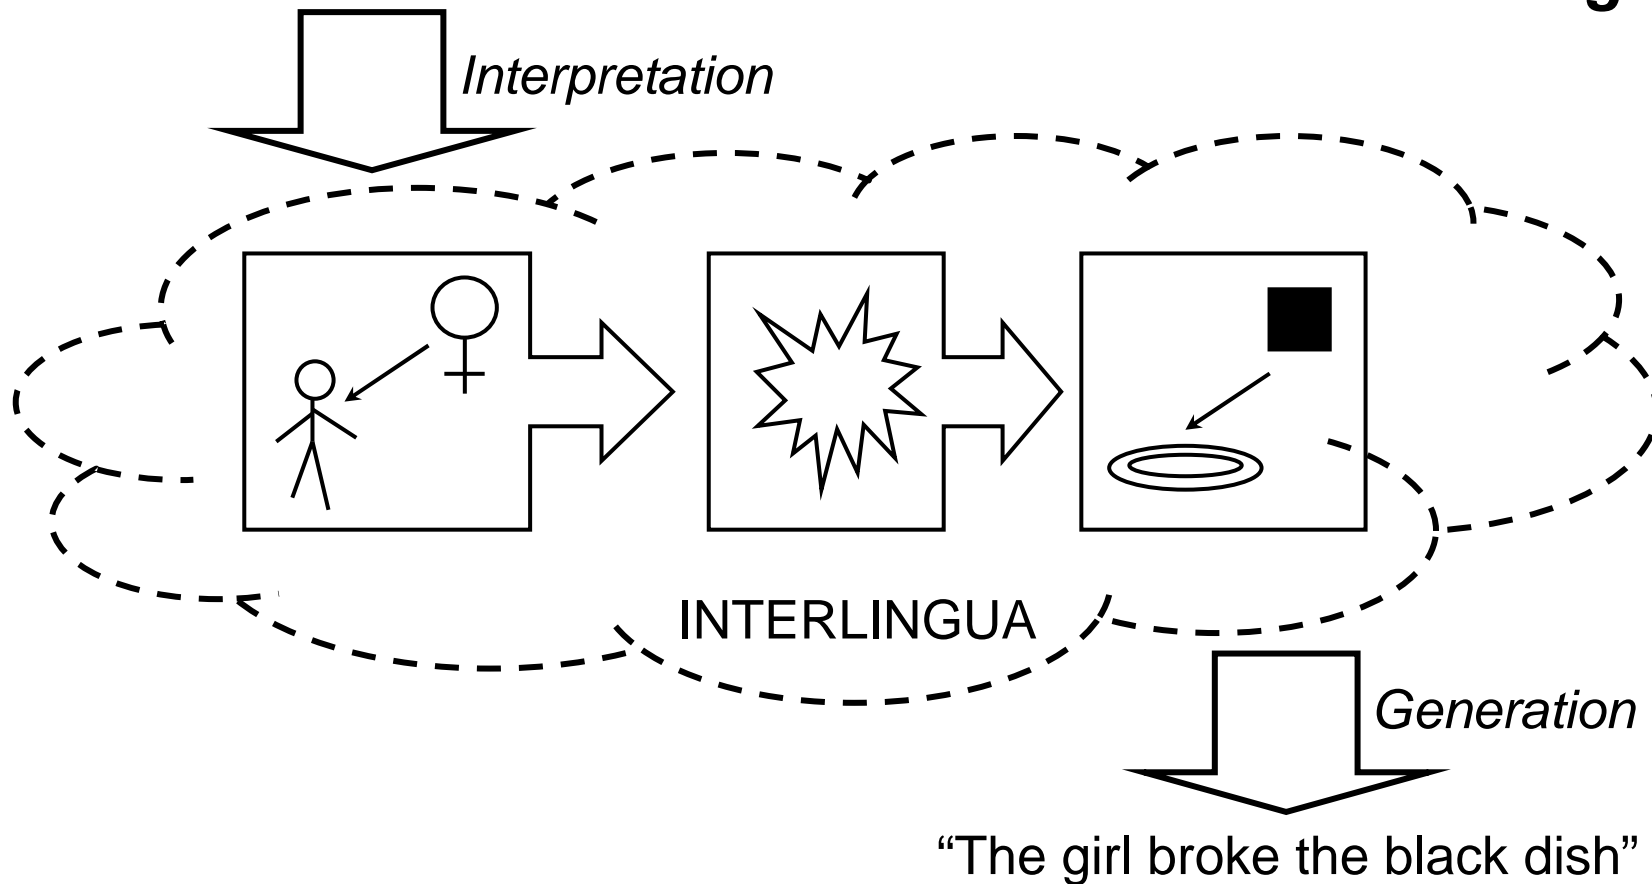 Interpretation
INTERLINGUA
Generation
“The girl broke the black dish”